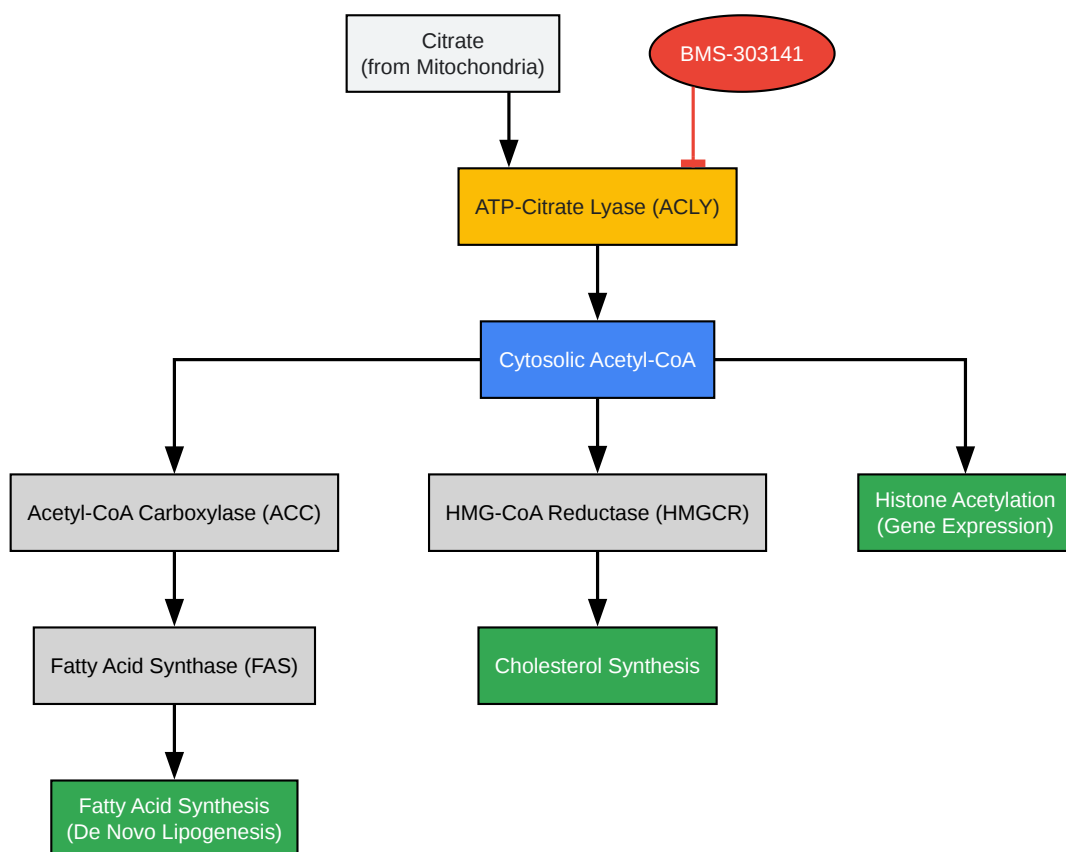 Citrate
(from Mitochondria)
BMS-303141
ATP-Citrate Lyase (ACLY)
Cytosolic Acetyl-CoA
Acetyl-CoA Carboxylase (ACC)
HMG-CoA Reductase (HMGCR)
Histone Acetylation
(Gene Expression)
Fatty Acid Synthase (FAS)
Cholesterol Synthesis
Fatty Acid Synthesis
(De Novo Lipogenesis)